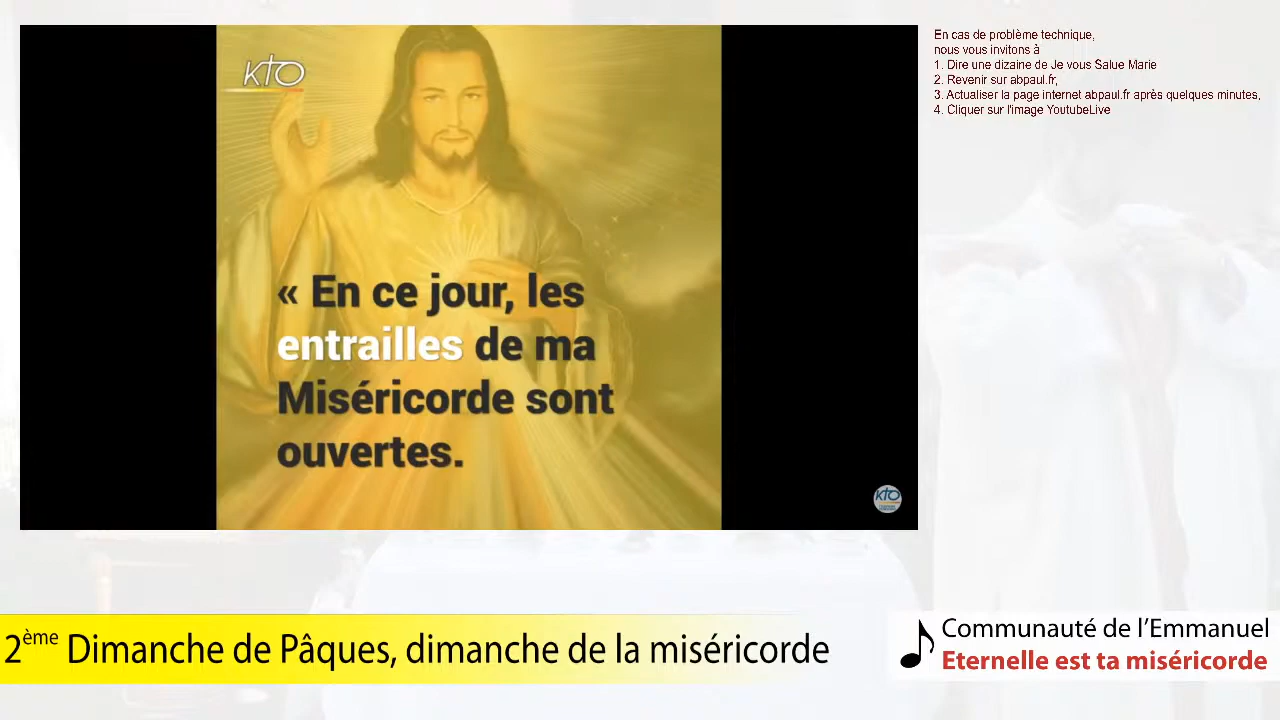 KTO
« En ce jour, les
entrailles de ma
Miséricorde sont
ouvertes.
KTO
En cas de problème technique,
nous vous invitons à
1. Dire une dizaine de Je vous Salue Marie
2. Revenir sur abpaul.fr,
3. Actualiser la page internet abpaul.fr après quelques minutes,
4. Cliquer sur l'image YoutubeLive
2ème Dimanche de Pâques, dimanche de la miséricorde
Communauté de l'Emmanuel
Eternelle est ta miséricorde